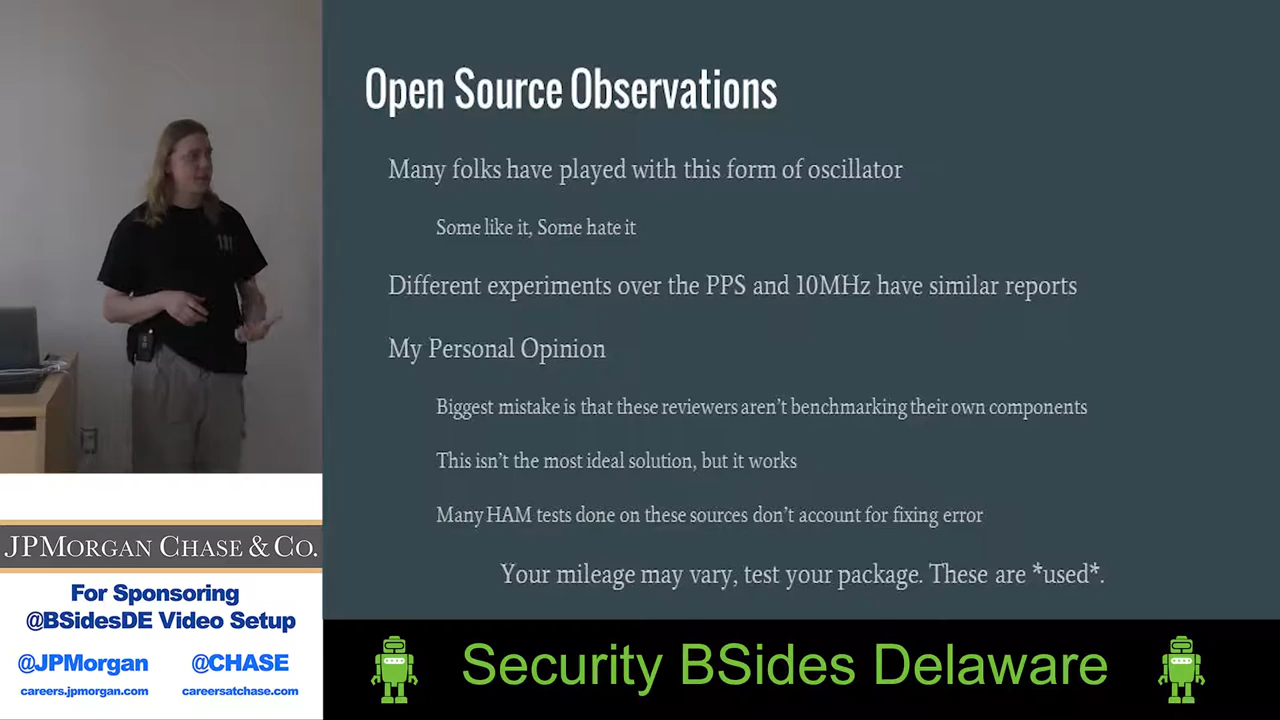 Open Source Observations
Many folks have played with this form of oscillator
Some like it, Some hate it
Different experiments over the PPS and 10MHz have similar reports
My Personal Opinion
Biggest mistake is that these reviewers aren't benchmarking their own components
This isn't the most ideal solution, but it works
Many HAM tests done on these sources don't account for fixing error
Your mileage may vary, test your package. These are *used*.
JPMORGAN CHASE & CO.
For Sponsoring
@BSidesDE Video Setup
@JPMorgan @CHASE
careers.jpmorgan.com careersatchase.com
Security BSides Delaware